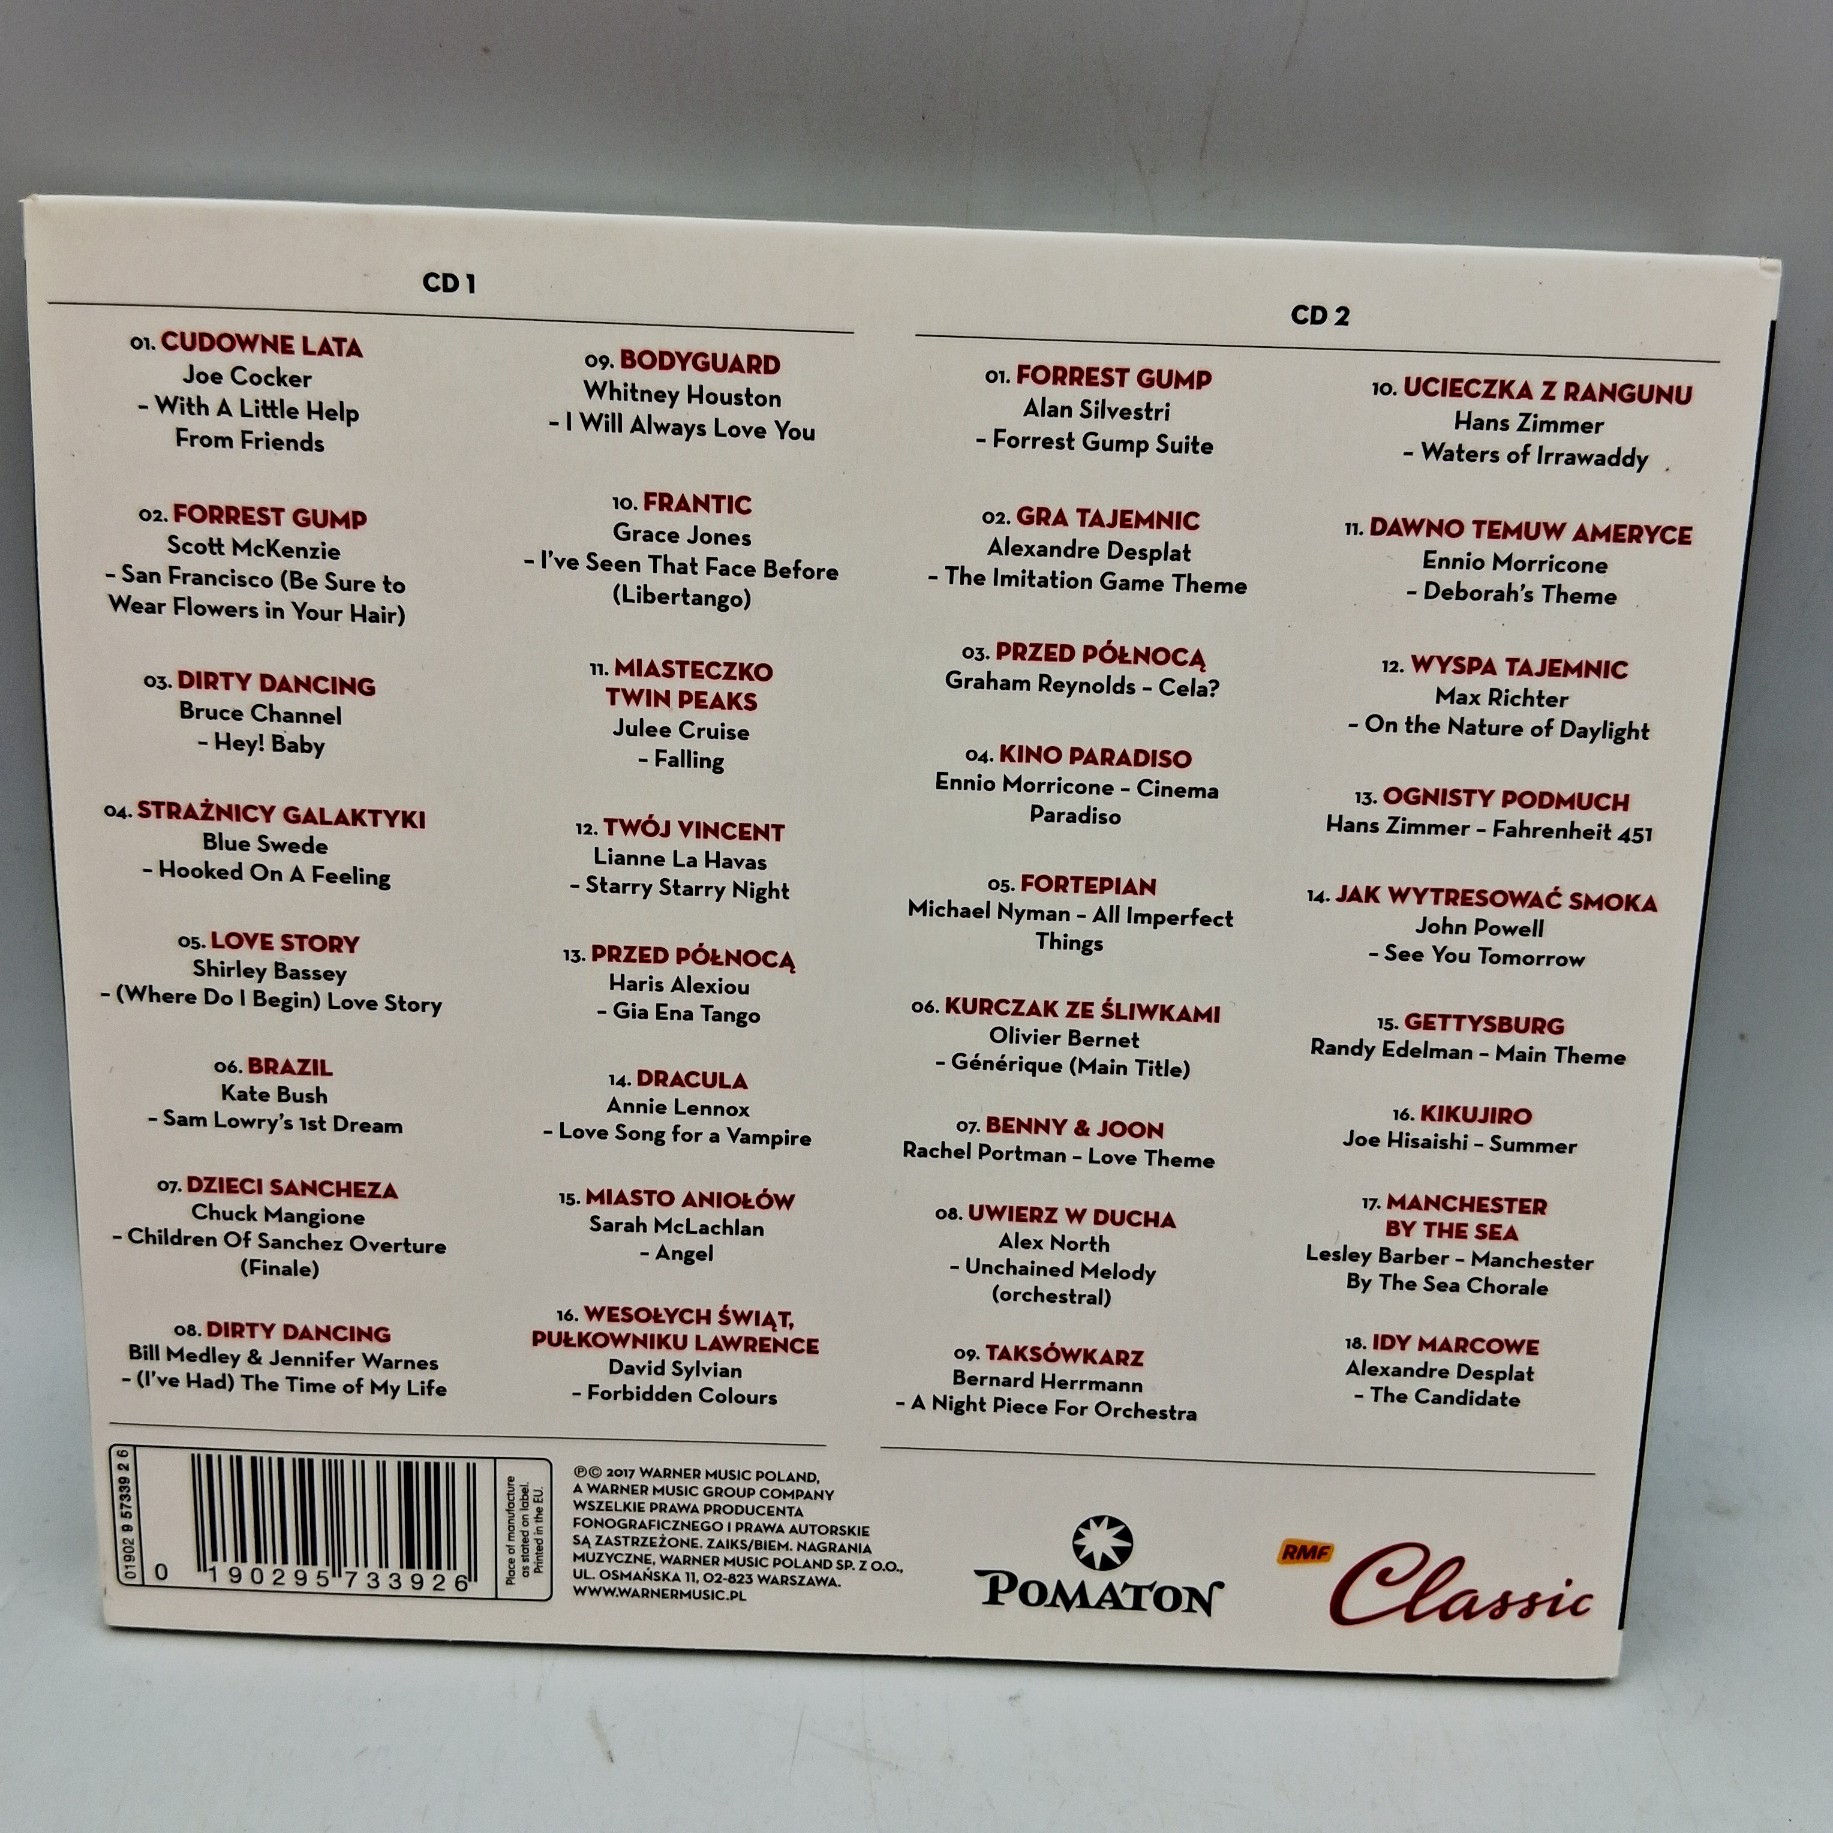 CD 1
01. CUDOWNE LATA
Joe Cocker
– With A Little Help
From Friends
02. FORREST GUMP
Scott McKenzie
– San Francisco (Be Sure to
Wear Flowers in Your Hair)
03. DIRTY DANCING
Bruce Channel
– Hey! Baby
04. STRAŻNICY GALAKTYKI
Blue Swede
– Hooked On A Feeling
05. LOVE STORY
Shirley Bassey
– (Where Do I Begin) Love Story
06. BRAZIL
Kate Bush
– Sam Lowry's 1st Dream
07. DZIECI SANCHEZA
Chuck Mangione
– Children Of Sanchez Overture
(Finale)
08. DIRTY DANCING
Bill Medley & Jennifer Warnes
– (I've Had) The Time of My Life
09. BODYGUARD
Whitney Houston
– I Will Always Love You
10. FRANTIC
Grace Jones
– I've Seen That Face Before
(Libertango)
11. MIASTECZKO
TWIN PEAKS
Julee Cruise
– Falling
12. TWÓJ VINCENT
Lianne La Havas
– Starry Starry Night
13. PRZED PÓŁNOCĄ
Haris Alexiou
– Gia Ena Tango
14. DRACULA
Annie Lennox
– Love Song for a Vampire
15. MIASTO ANIOŁÓW
Sarah McLachlan
– Angel
16. WESOŁYCH ŚWIĄT,
PUŁKOWNIKU LAWRENCE
David Sylvian
– Forbidden Colours
CD 2
01. FORREST GUMP
Alan Silvestri
– Forrest Gump Suite
02. GRA TAJEMNIC
Alexandre Desplat
– The Imitation Game Theme
03. PRZED PÓŁNOCĄ
Graham Reynolds – Cela?
04. KINO PARADISO
Ennio Morricone – Cinema
Paradiso
05. FORTEPIAN
Michael Nyman – All Imperfect
Things
06. KURCZAK ZE ŚLIWKAMI
Olivier Bernet
– Générique (Main Title)
07. BENNY & JOON
Rachel Portman – Love Theme
08. UWIERZ W DUCHA
Alex North
– Unchained Melody
(orchestral)
09. TAKSÓWKARZ
Bernard Herrmann
– A Night Piece For Orchestra
10. UCIECZKA Z RANGUNU
Hans Zimmer
– Waters of Irrawaddy
11. DAWNO TEMUW AMERYCE
Ennio Morricone
– Deborah's Theme
12. WYSPA TAJEMNIC
Max Richter
– On the Nature of Daylight
13. OGNISTY PODMUCH
Hans Zimmer – Fahrenheit 451
14. JAK WYTRESOWAĆ SMOKA
John Powell
– See You Tomorrow
15. GETTYSBURG
Randy Edelman – Main Theme
16. KIKUJIRO
Joe Hisaishi – Summer
17. MANCHESTER
BY THE SEA
Lesley Barber – Manchester
By The Sea Chorale
18. IDY MARCOWE
Alexandre Desplat
– The Candidate
01902 9 57339 2 6
0 190295 733926
Place of manufacture
as stated on label.
Printed in the EU.
℗© 2017 WARNER MUSIC POLAND,
A WARNER MUSIC GROUP COMPANY
WSZELKIE PRAWA PRODUCENTA
FONOGRAFICZNEGO I PRAWA AUTORSKIE
SĄ ZASTRZEŻONE. ZAIKS/BIEM. NAGRANIA
MUZYCZNE, WARNER MUSIC POLAND SP. Z O.O.,
UL. OSMAŃSKA 11, 02-823 WARSZAWA.
WWW.WARNERMUSIC.PL
POMATON
RMF
Classic